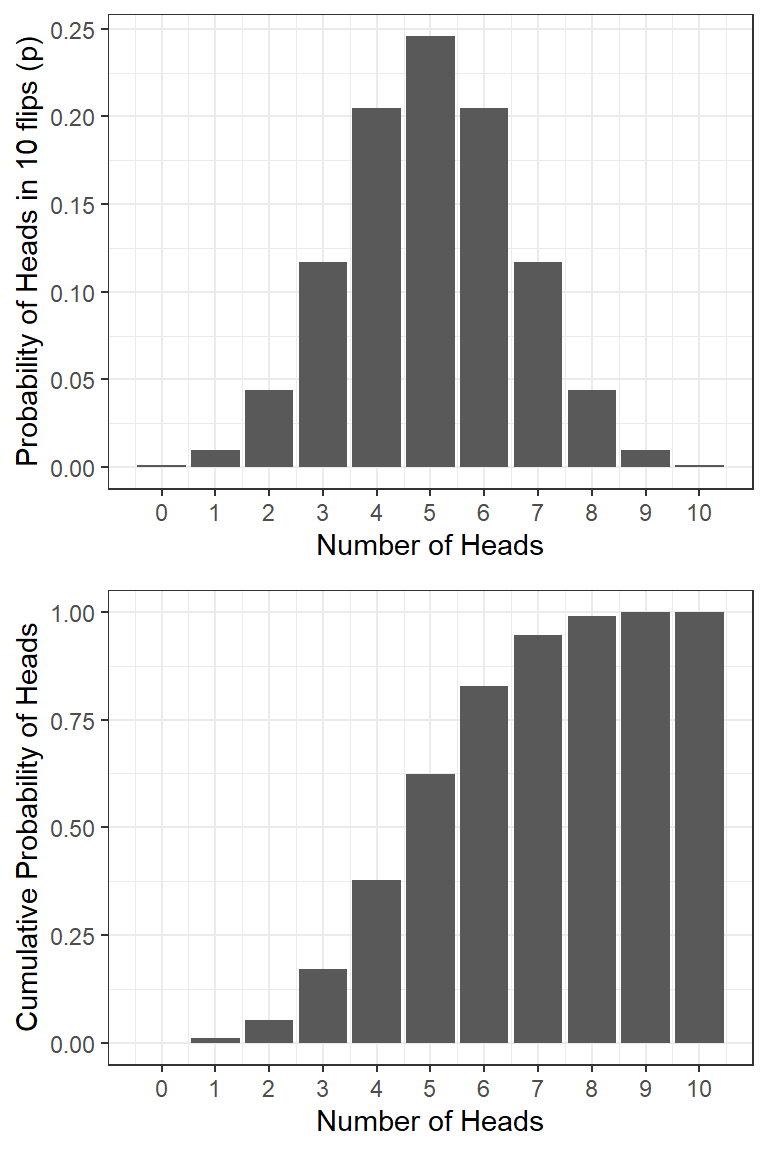 Probability of Heads in 10 flips (p)
0.25
0.20
0.15
0.10
0.05
0.00
0 1 2 3 4 5 6 7 8 9 10
Number of Heads
Cumulative Probability of Heads
1.00
0.75
0.50
0.25
0.00
0 1 2 3 4 5 6 7 8 9 10
Number of Heads